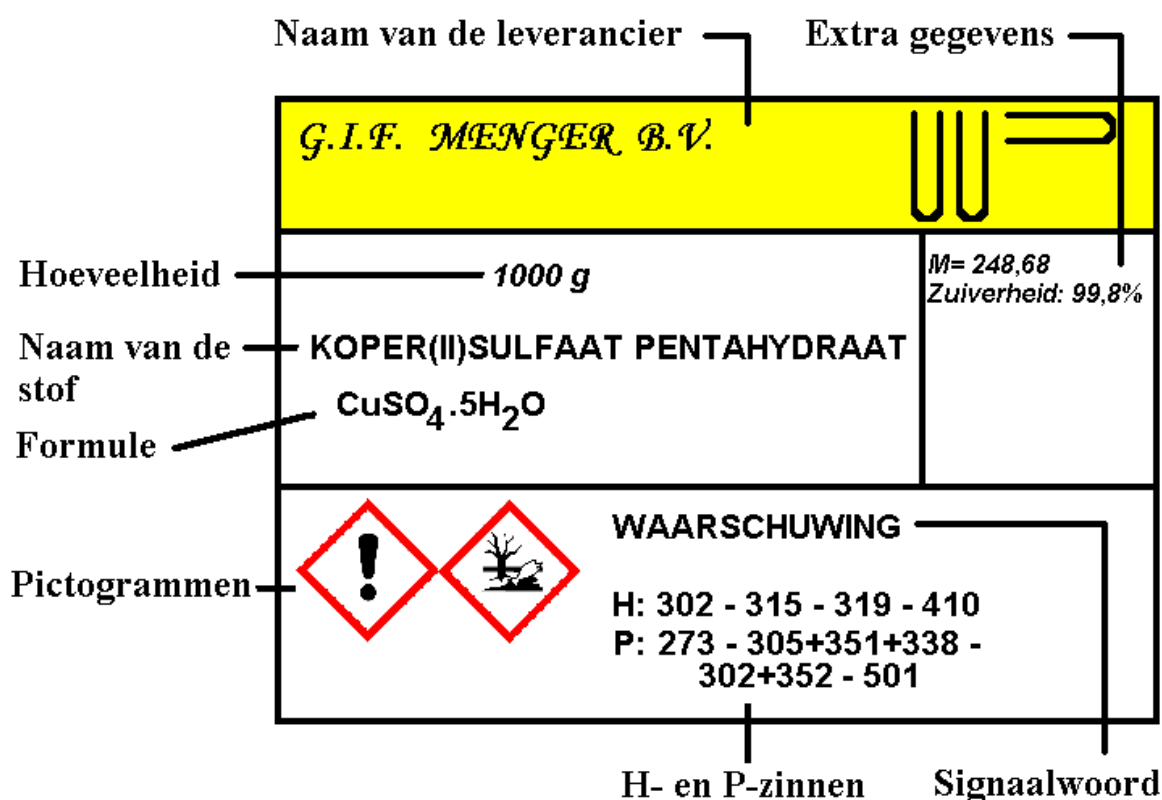 Naam van de leverancier
Extra gegevens
G.I.F. MENGER B.V.
Hoeveelheid
1000 g
M= 248,68
Zuiverheid: 99,8%
Naam van de
stof
KOPER(II)SULFAAT PENTAHYDRAAT
Formule
CuSO₄.5H₂O
Pictogrammen
WAARSCHUWING
H: 302 - 315 - 319 - 410
P: 273 - 305+351+338 -
302+352 - 501
H- en P-zinnen
Signaalwoord